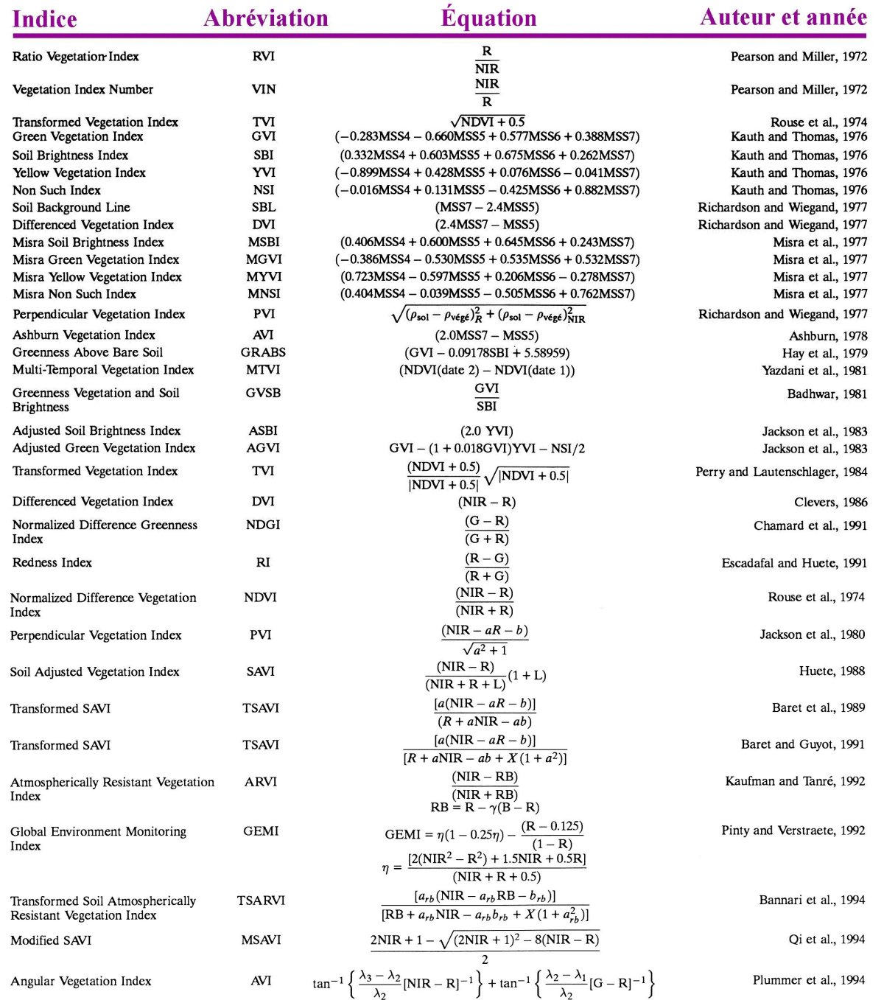 Indice Abréviation Équation Auteur et année
Ratio Vegetation Index RVI R / NIR Pearson and Miller, 1972
Vegetation Index Number VIN NIR / R Pearson and Miller, 1972
Transformed Vegetation Index TVI √(NDVI + 0.5) Rouse et al., 1974
Green Vegetation Index GVI (−0.283MSS4 − 0.660MSS5 + 0.577MSS6 + 0.388MSS7) Kauth and Thomas, 1976
Soil Brightness Index SBI (0.332MSS4 + 0.603MSS5 + 0.675MSS6 + 0.262MSS7) Kauth and Thomas, 1976
Yellow Vegetation Index YVI (−0.899MSS4 + 0.428MSS5 + 0.076MSS6 − 0.041MSS7) Kauth and Thomas, 1976
Non Such Index NSI (−0.016MSS4 + 0.131MSS5 − 0.425MSS6 + 0.882MSS7) Kauth and Thomas, 1976
Soil Background Line SBL (MSS7 − 2.4MSS5) Richardson and Wiegand, 1977
Differenced Vegetation Index DVI (2.4MSS7 − MSS5) Richardson and Wiegand, 1977
Misra Soil Brightness Index MSBI (0.406MSS4 + 0.600MSS5 + 0.645MSS6 + 0.243MSS7) Misra et al., 1977
Misra Green Vegetation Index MGVI (−0.386MSS4 − 0.530MSS5 + 0.535MSS6 + 0.532MSS7) Misra et al., 1977
Misra Yellow Vegetation Index MYVI (0.723MSS4 − 0.597MSS5 + 0.206MSS6 − 0.278MSS7) Misra et al., 1977
Misra Non Such Index MNSI (0.404MSS4 − 0.039MSS5 − 0.505MSS6 + 0.762MSS7) Misra et al., 1977
Perpendicular Vegetation Index PVI √((ρsol − ρvégé)²R + (ρsol − ρvégé)²NIR) Richardson and Wiegand, 1977
Ashburn Vegetation Index AVI (2.0MSS7 − MSS5) Ashburn, 1978
Greenness Above Bare Soil GRABS (GVI − 0.09178SBI + 5.58959) Hay et al., 1979
Multi-Temporal Vegetation Index MTVI (NDVI(date 2) − NDVI(date 1)) Yazdani et al., 1981
Greenness Vegetation and Soil GVSB GVI / SBI Badhwar, 1981
Brightness
Adjusted Soil Brightness Index ASBI (2.0 YVI) Jackson et al., 1983
Adjusted Green Vegetation Index AGVI GVI − (1 + 0.018GVI)YVI − NSI/2 Jackson et al., 1983
Transformed Vegetation Index TVI (NDVI + 0.5) / |NDVI + 0.5| √|NDVI + 0.5| Perry and Lautenschlager, 1984
Differenced Vegetation Index DVI (NIR − R) Clevers, 1986
Normalized Difference Greenness NDGI (G − R) / (G + R) Chamard et al., 1991
Index
Redness Index RI (R − G) / (R + G) Escadafal and Huete, 1991
Normalized Difference Vegetation NDVI (NIR − R) / (NIR + R) Rouse et al., 1974
Index
Perpendicular Vegetation Index PVI (NIR − aR − b) / √(a² + 1) Jackson et al., 1980
Soil Adjusted Vegetation Index SAVI (NIR − R) / (NIR + R + L) (1 + L) Huete, 1988
Transformed SAVI TSAVI [a(NIR − aR − b)] / (R + aNIR − ab) Baret et al., 1989
Transformed SAVI TSAVI [a(NIR − aR − b)] / [R + aNIR − ab + X(1 + a²)] Baret and Guyot, 1991
Atmospherically Resistant Vegetation ARVI (NIR − RB) / (NIR + RB) Kaufman and Tanré, 1992
Index
RB = R − γ(B − R)
Global Environment Monitoring GEMI GEMI = η(1 − 0.25η) − (R − 0.125) / (1 − R) Pinty and Verstraete, 1992
Index
η = [2(NIR² − R²) + 1.5NIR + 0.5R] / (NIR + R + 0.5)
Transformed Soil Atmospherically TSARVI [arb(NIR − arbRB − brb)] / [RB + arbNIR − arbbrb + X(1 + a²rb)] Bannari et al., 1994
Resistant Vegetation Index
Modified SAVI MSAVI 2NIR + 1 − √((2NIR + 1)² − 8(NIR − R)) / 2 Qi et al., 1994
Angular Vegetation Index AVI tan⁻¹ { (λ3 − λ2) / λ2 [NIR − R]⁻¹ } + tan⁻¹ { (λ2 − λ1) / λ2 [G − R]⁻¹ } Plummer et al., 1994